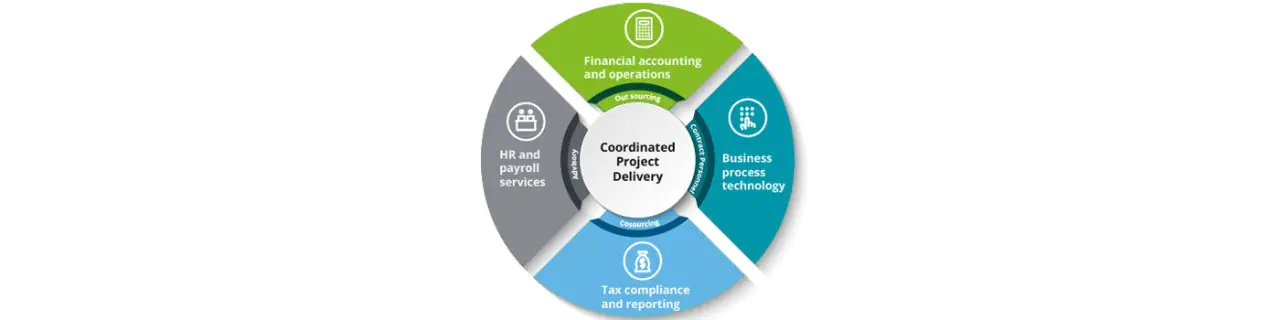 Financial accounting
and operations
Out sourcing
HR and
payroll
services
Advisory
Coordinated
Project
Delivery
Contract Personnel
Business
process
technology
Cosourcing
Tax compliance
and reporting